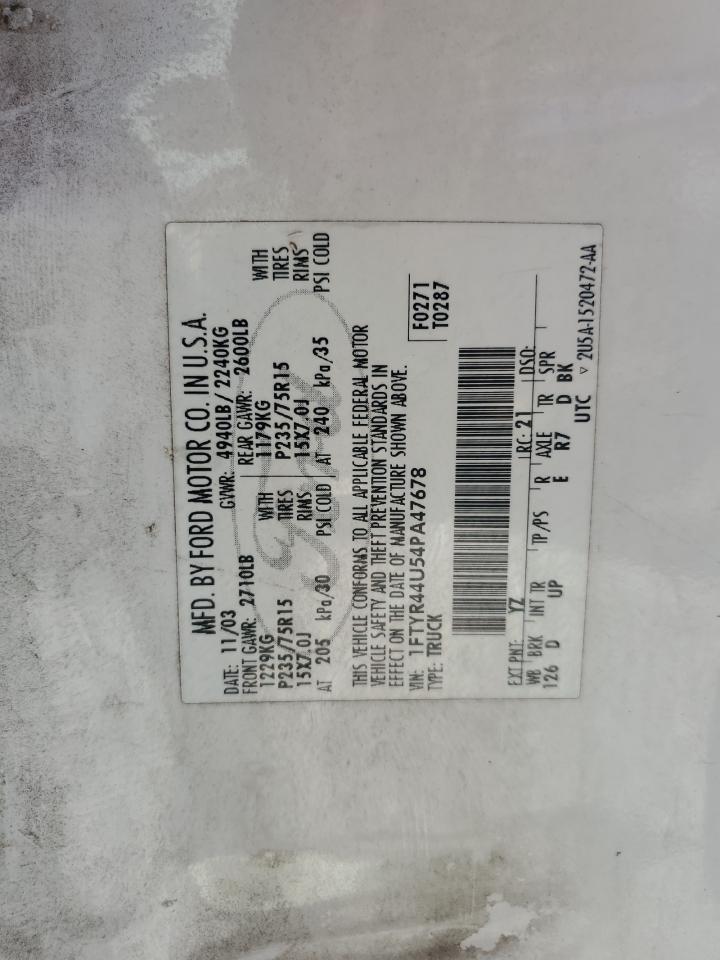 MFD. BY FORD MOTOR CO. IN U.S.A.
DATE: 11/03 GVWR: 4940LB/ 2240KG
FRONT GAWR: 2710LB REAR GAWR: 2600LB
1229KG WITH 1179KG WITH
P235/75R15 TIRES P235/75R15 TIRES
15X7.0J RIMS 15X7.0J RIMS
AT 205 kPa/30 PSI COLD AT 240 kPa/35 PSI COLD
THIS VEHICLE CONFORMS TO ALL APPLICABLE FEDERAL MOTOR
VEHICLE SAFETY AND THEFT PREVENTION STANDARDS IN
EFFECT ON THE DATE OF MANUFACTURE SHOWN ABOVE.
VIN: 1FTYR44U54PA47678 F0271
TYPE: TRUCK T0287
EXT PNT: YZ RC: 21 DSO:
WB BRK INT TR TP/PS R AXLE TR SPR
126 D UP E R7 D BK
UTC ▽ 2U5A-1520472-AA
Ford